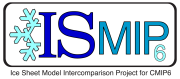 ISMIP6
Ice Sheet Model Intercomparison Project for CMIP6